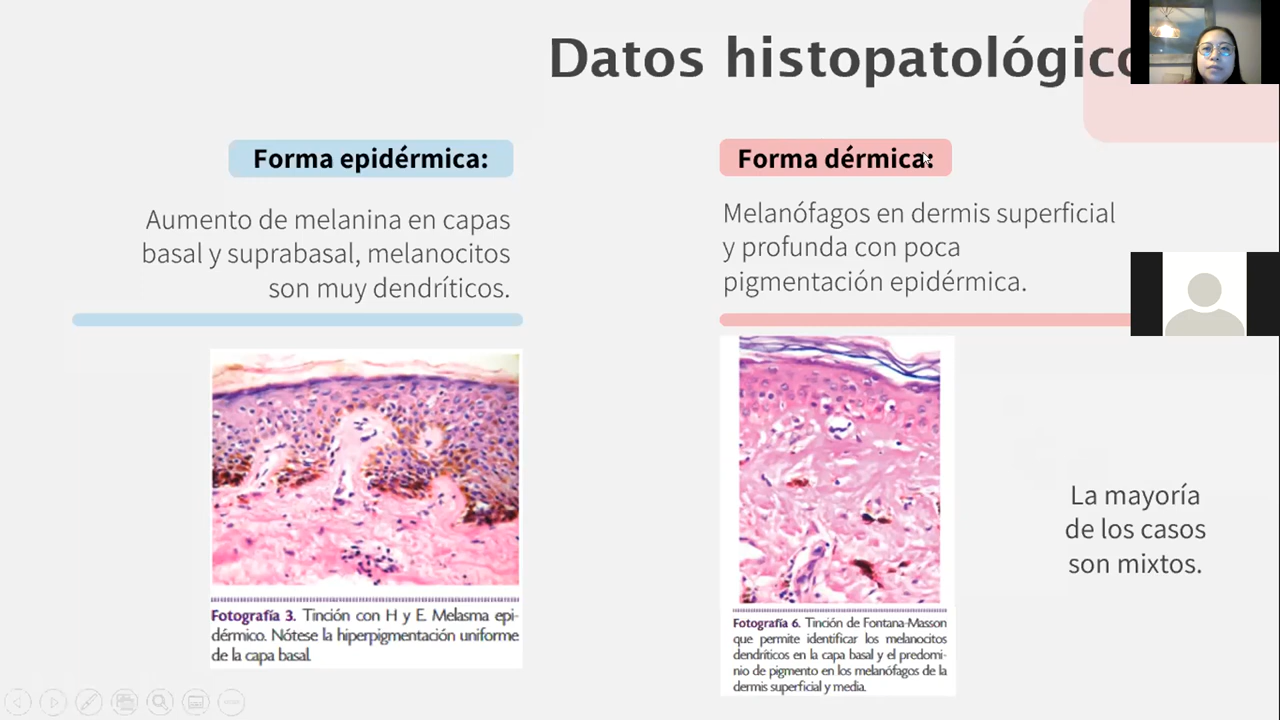 Datos histopatológico
Forma epidérmica:
Aumento de melanina en capas
basal y suprabasal, melanocitos
son muy dendríticos.
Fotografía 3. Tinción con H y E. Melasma epi-
dérmico. Nótese la hiperpigmentación uniforme
de la capa basal.
Forma dérmica:
Melanófagos en dermis superficial
y profunda con poca
pigmentación epidérmica.
Fotografía 6. Tinción de Fontana-Masson
que permite identificar los melanocitos
dendríticos en la capa basal y el predomi-
nio de pigmento en los melanófagos de la
dermis superficial y media.
La mayoría
de los casos
son mixtos.